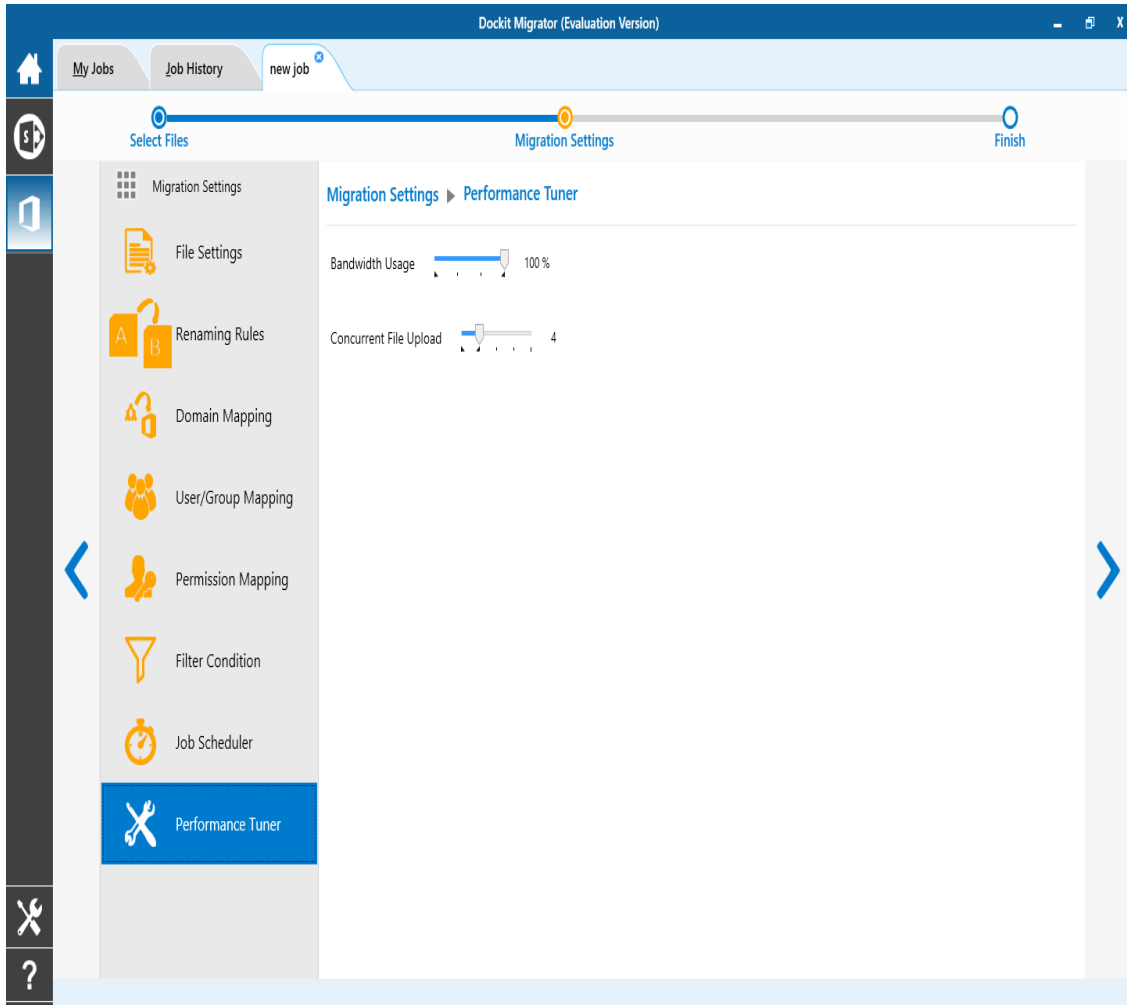 Dockit Migrator (Evaluation Version)
My Jobs
Job History
new job
Select Files
Migration Settings
Finish
Migration Settings
File Settings
A
B
Renaming Rules
Domain Mapping
User/Group Mapping
Permission Mapping
Filter Condition
Job Scheduler
Performance Tuner
Migration Settings ▶ Performance Tuner
Bandwidth Usage 100 %
Concurrent File Upload 4
S
?